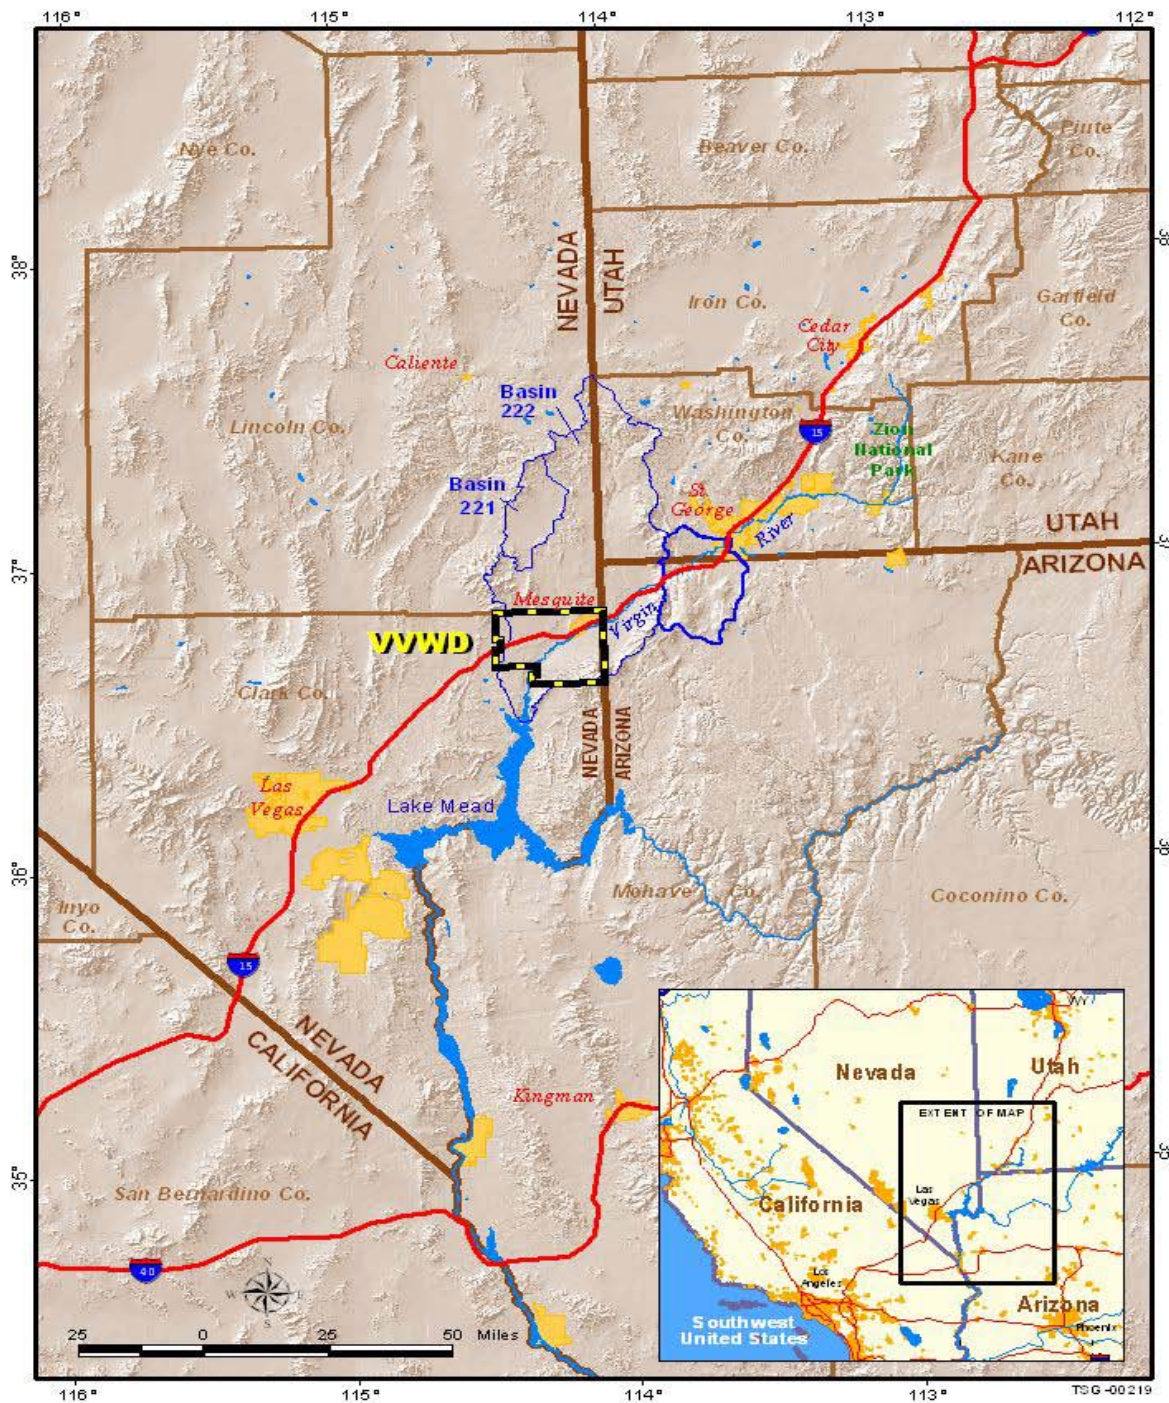 116°
115°
114°
113°
112°
Nye Co.
Beaver Co.
Piute
Co.
38°
NEVADA
UTAH
Iron Co.
Garfield
Co.
Cedar
City
Caliente
Basin
222
Washington
Co.
Lincoln Co.
15
Zion
National
Park
Kane
Co.
Basin
221
St
George
River
UTAH
ARIZONA
37°
Mesquite
Virgin
VVWD
Clark Co.
NEVADA
ARIZONA
Las
Vegas
Lake Mead
36°
Mohave Co.
Coconino Co.
Inyo
Co.
15
NEVADA
CALIFORNIA
Kingman
35°
San Bernardino Co.
40
W
E
S
25
0
25
50
Miles
WY
Nevada
Utah
EXTENT OF MAP
Las
Vegas
California
Los
Angeles
Arizona
Phoenix
Southwest
United States
116°
115°
114°
113°
TSG-00219